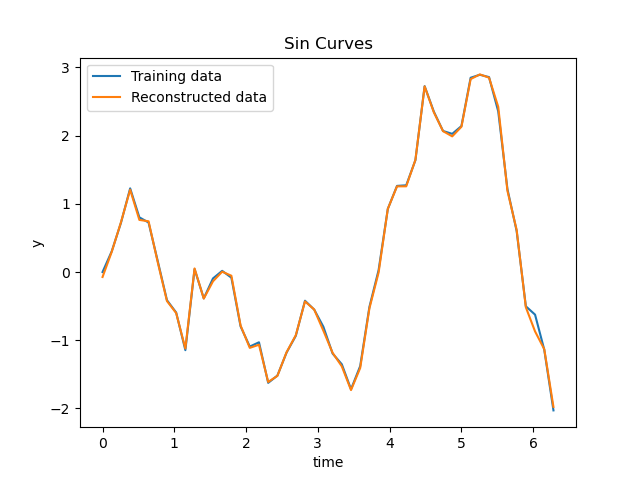 Sin Curves
Training data
Reconstructed data
3
2
1
0
−1
−2
y
0 1 2 3 4 5 6
time